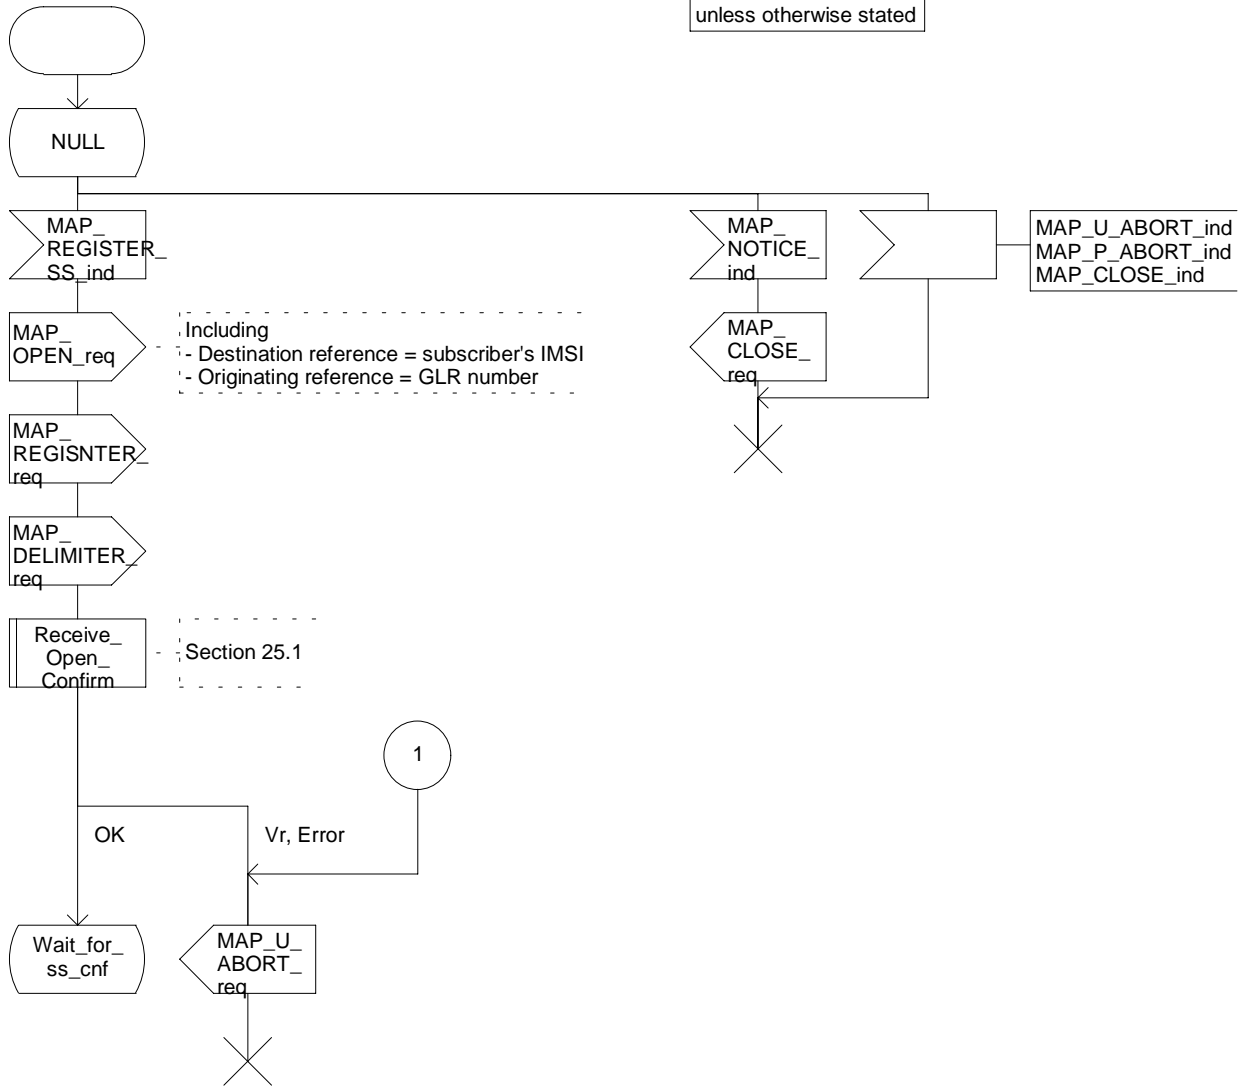 unless otherwise stated
NULL
MAP_
REGISTER_
SS_ind
MAP_
NOTICE_
ind
MAP_U_ABORT_ind
MAP_P_ABORT_ind
MAP_CLOSE_ind
MAP_
OPEN_req
Including
- Destination reference = subscriber's IMSI
- Originating reference = GLR number
MAP_
CLOSE_
req
MAP_
REGISNTER_
req
MAP_
DELIMITER_
req
Receive_
Open_
Confirm
Section 25.1
1
OK
Vr, Error
Wait_for_
ss_cnf
MAP_U_
ABORT_
req